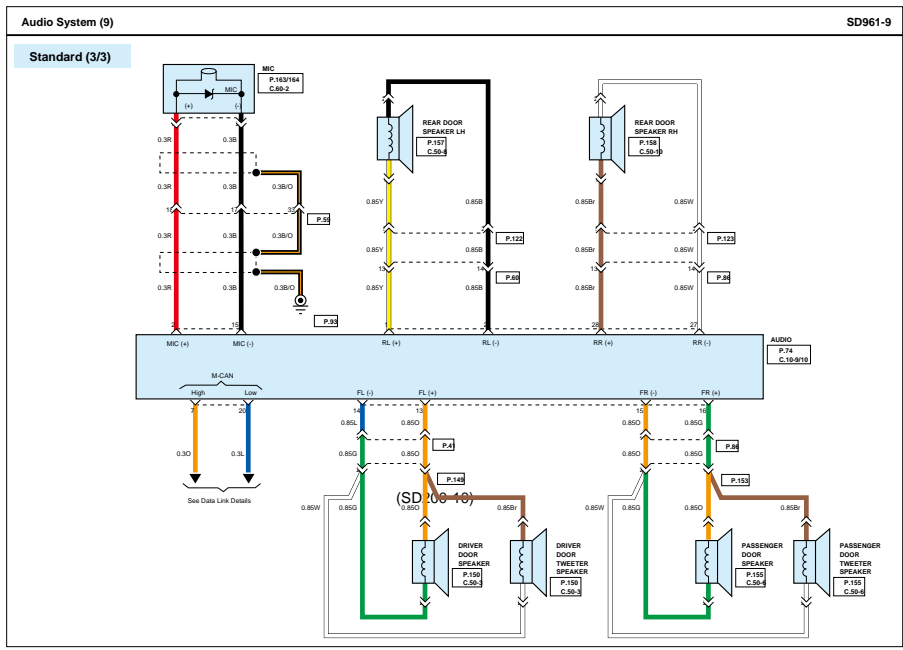 Audio System (9)
SD961-9
Standard (3/3)
MIC
P.163/164
C.60-2
MIC
(+)
(-)
REAR DOOR
SPEAKER LH
P.157
REAR DOOR
SPEAKER RH
P.158
0.3R
0.3B
0.3R
0.3B
0.3B/O
0.85Y
0.85B
0.85Br
0.85W
17
33
P.59
0.3R
0.3B
0.3B/O
P.122
P.123
0.85Y
0.85B
0.85Br
0.85W
13
14
13
14
P.60
P.86
0.3R
0.3B
0.3B/O
0.85Y
0.85B
0.85Br
0.85W
P.93
2
15
1
2
28
27
MIC (+)
MIC (-)
RL (+)
RL (-)
RR (+)
RR (-)
AUDIO
P.74
C.10-9/10
M-CAN
High
Low
FL (-)
FL (+)
FR (-)
FR (+)
7
20
14
13
15
16
0.85L
0.85O
0.85O
0.85G
P.41
P.86
0.3O
0.3L
0.85G
0.85O
0.85O
0.85G
P.149
P.153
See Data Link Details
(SD200-10)
0.85W
0.85G
0.85O
0.85Br
0.85W
0.85G
0.85O
0.85Br
DRIVER
DOOR
SPEAKER
P.150
C.50-3
DRIVER
DOOR
TWEETER
SPEAKER
P.150
C.50-3
PASSENGER
DOOR
SPEAKER
P.155
C.50-6
PASSENGER
DOOR
TWEETER
SPEAKER
P.155
C.50-6